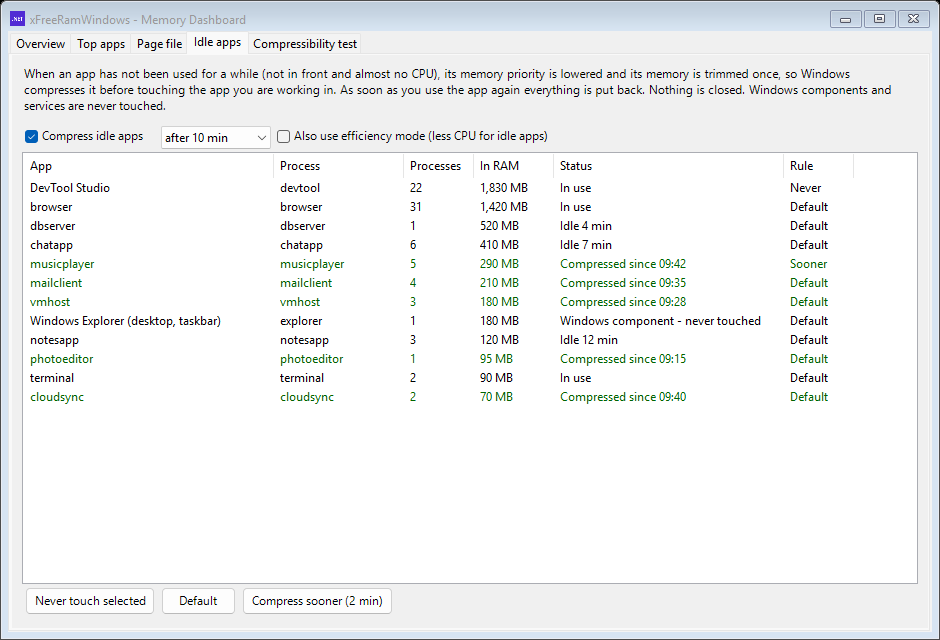 .NET xFreeRamWindows - Memory Dashboard
Overview Top apps Page file Idle apps Compressibility test
When an app has not been used for a while (not in front and almost no CPU), its memory priority is lowered and its memory is trimmed once, so Windows
compresses it before touching the app you are working in. As soon as you use the app again everything is put back. Nothing is closed. Windows components and
services are never touched.
Compress idle apps after 10 min Also use efficiency mode (less CPU for idle apps)
App Process Processes In RAM Status Rule
DevTool Studio devtool 22 1,830 MB In use Never
browser browser 31 1,420 MB In use Default
dbserver dbserver 1 520 MB Idle 4 min Default
chatapp chatapp 6 410 MB Idle 7 min Default
musicplayer musicplayer 5 290 MB Compressed since 09:42 Sooner
mailclient mailclient 4 210 MB Compressed since 09:35 Default
vmhost vmhost 3 180 MB Compressed since 09:28 Default
Windows Explorer (desktop, taskbar) explorer 1 180 MB Windows component - never touched Default
notesapp notesapp 3 120 MB Idle 12 min Default
photoeditor photoeditor 1 95 MB Compressed since 09:15 Default
terminal terminal 2 90 MB In use Default
cloudsync cloudsync 2 70 MB Compressed since 09:40 Default
Never touch selected Default Compress sooner (2 min)